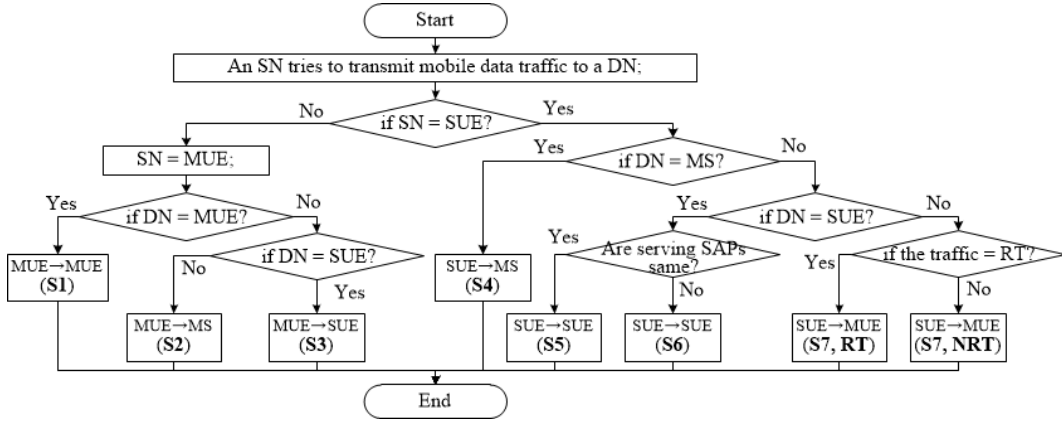 Start
An SN tries to transmit mobile data traffic to a DN;
No
if SN = SUE?
Yes
SN = MUE;
Yes
if DN = MS?
No
Yes
if DN = MUE?
No
Yes
if DN = SUE?
No
No
if DN = SUE?
Yes
Yes
Are serving SAPs
same?
No
Yes
if the traffic = RT?
No
MUE→MUE
(S1)
MUE→MS
(S2)
MUE→SUE
(S3)
SUE→MS
(S4)
SUE→SUE
(S5)
SUE→SUE
(S6)
SUE→MUE
(S7, RT)
SUE→MUE
(S7, NRT)
End